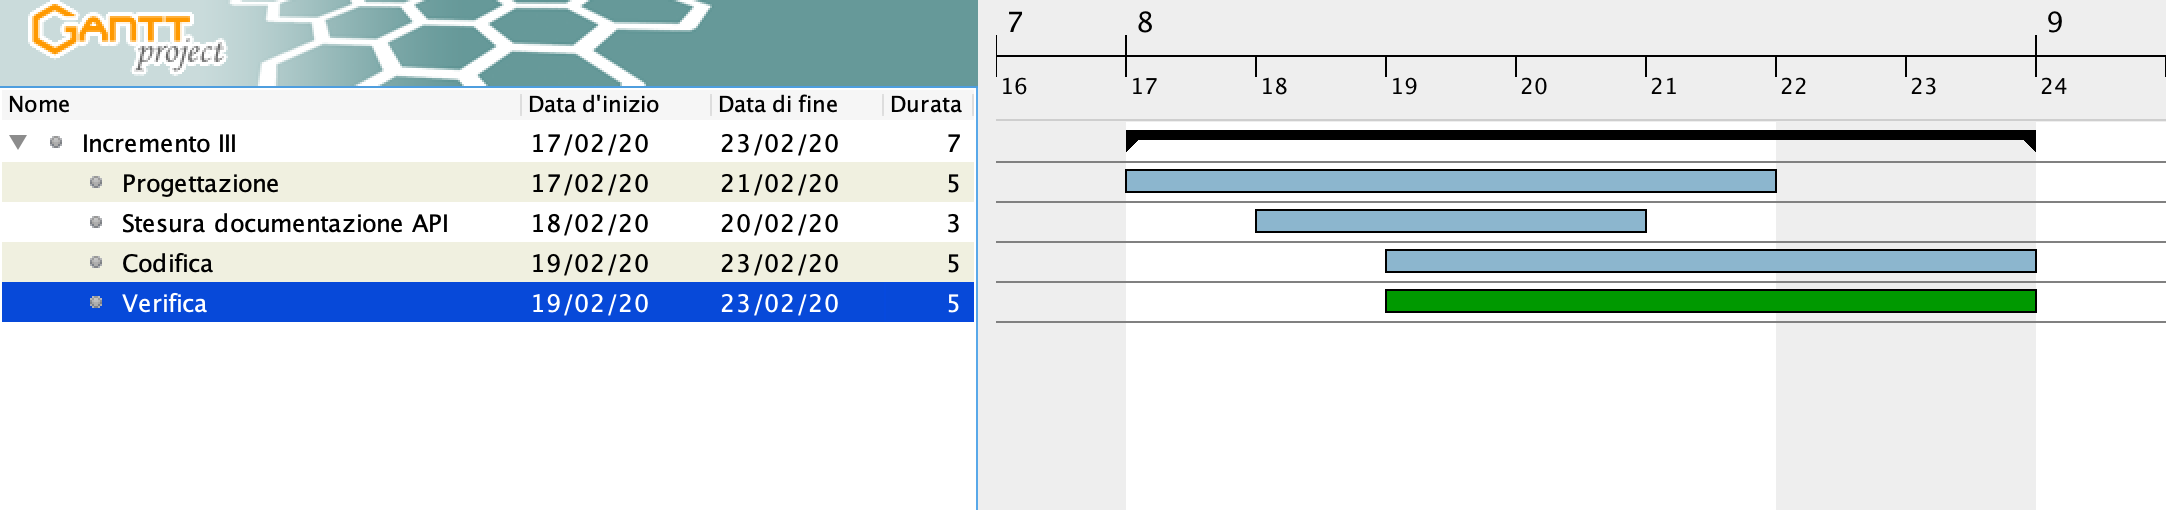 GANTT
project
7 8 9
16 17 18 19 20 21 22 23 24
Nome Data d'inizio Data di fine Durata
Incremento III 17/02/20 23/02/20 7
Progettazione 17/02/20 21/02/20 5
Stesura documentazione API 18/02/20 20/02/20 3
Codifica 19/02/20 23/02/20 5
Verifica 19/02/20 23/02/20 5